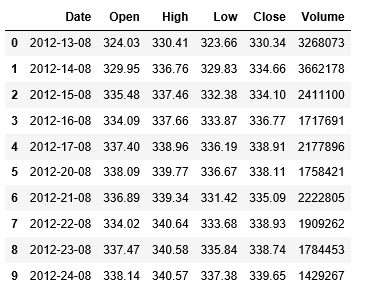 Date Open High Low Close Volume
0 2012-13-08 324.03 330.41 323.66 330.34 3268073
1 2012-14-08 329.95 336.76 329.83 334.66 3662178
2 2012-15-08 335.48 337.46 332.38 334.10 2411100
3 2012-16-08 334.09 337.66 333.87 336.77 1717691
4 2012-17-08 337.40 338.96 336.19 338.91 2177896
5 2012-20-08 338.09 339.77 336.67 338.11 1758421
6 2012-21-08 336.89 339.34 331.42 335.09 2222805
7 2012-22-08 334.02 340.64 333.68 338.93 1909262
8 2012-23-08 337.47 340.58 335.84 338.74 1784453
9 2012-24-08 338.14 340.57 337.38 339.65 1429267